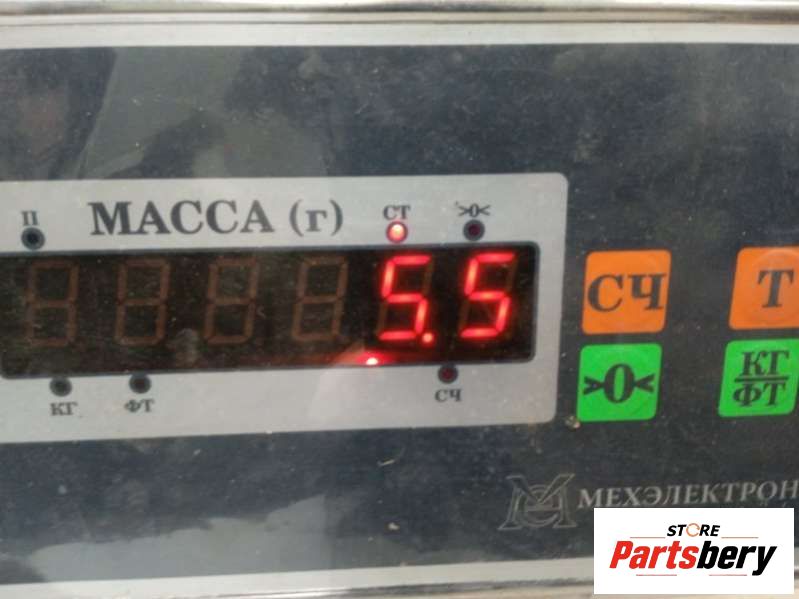 П МАССА (г) СТ >0<
5.5
КГ ФТ СЧ
СЧ Т
>0< КГ/ФТ
МЕХЭЛЕКТРОН
STORE
Partsbery